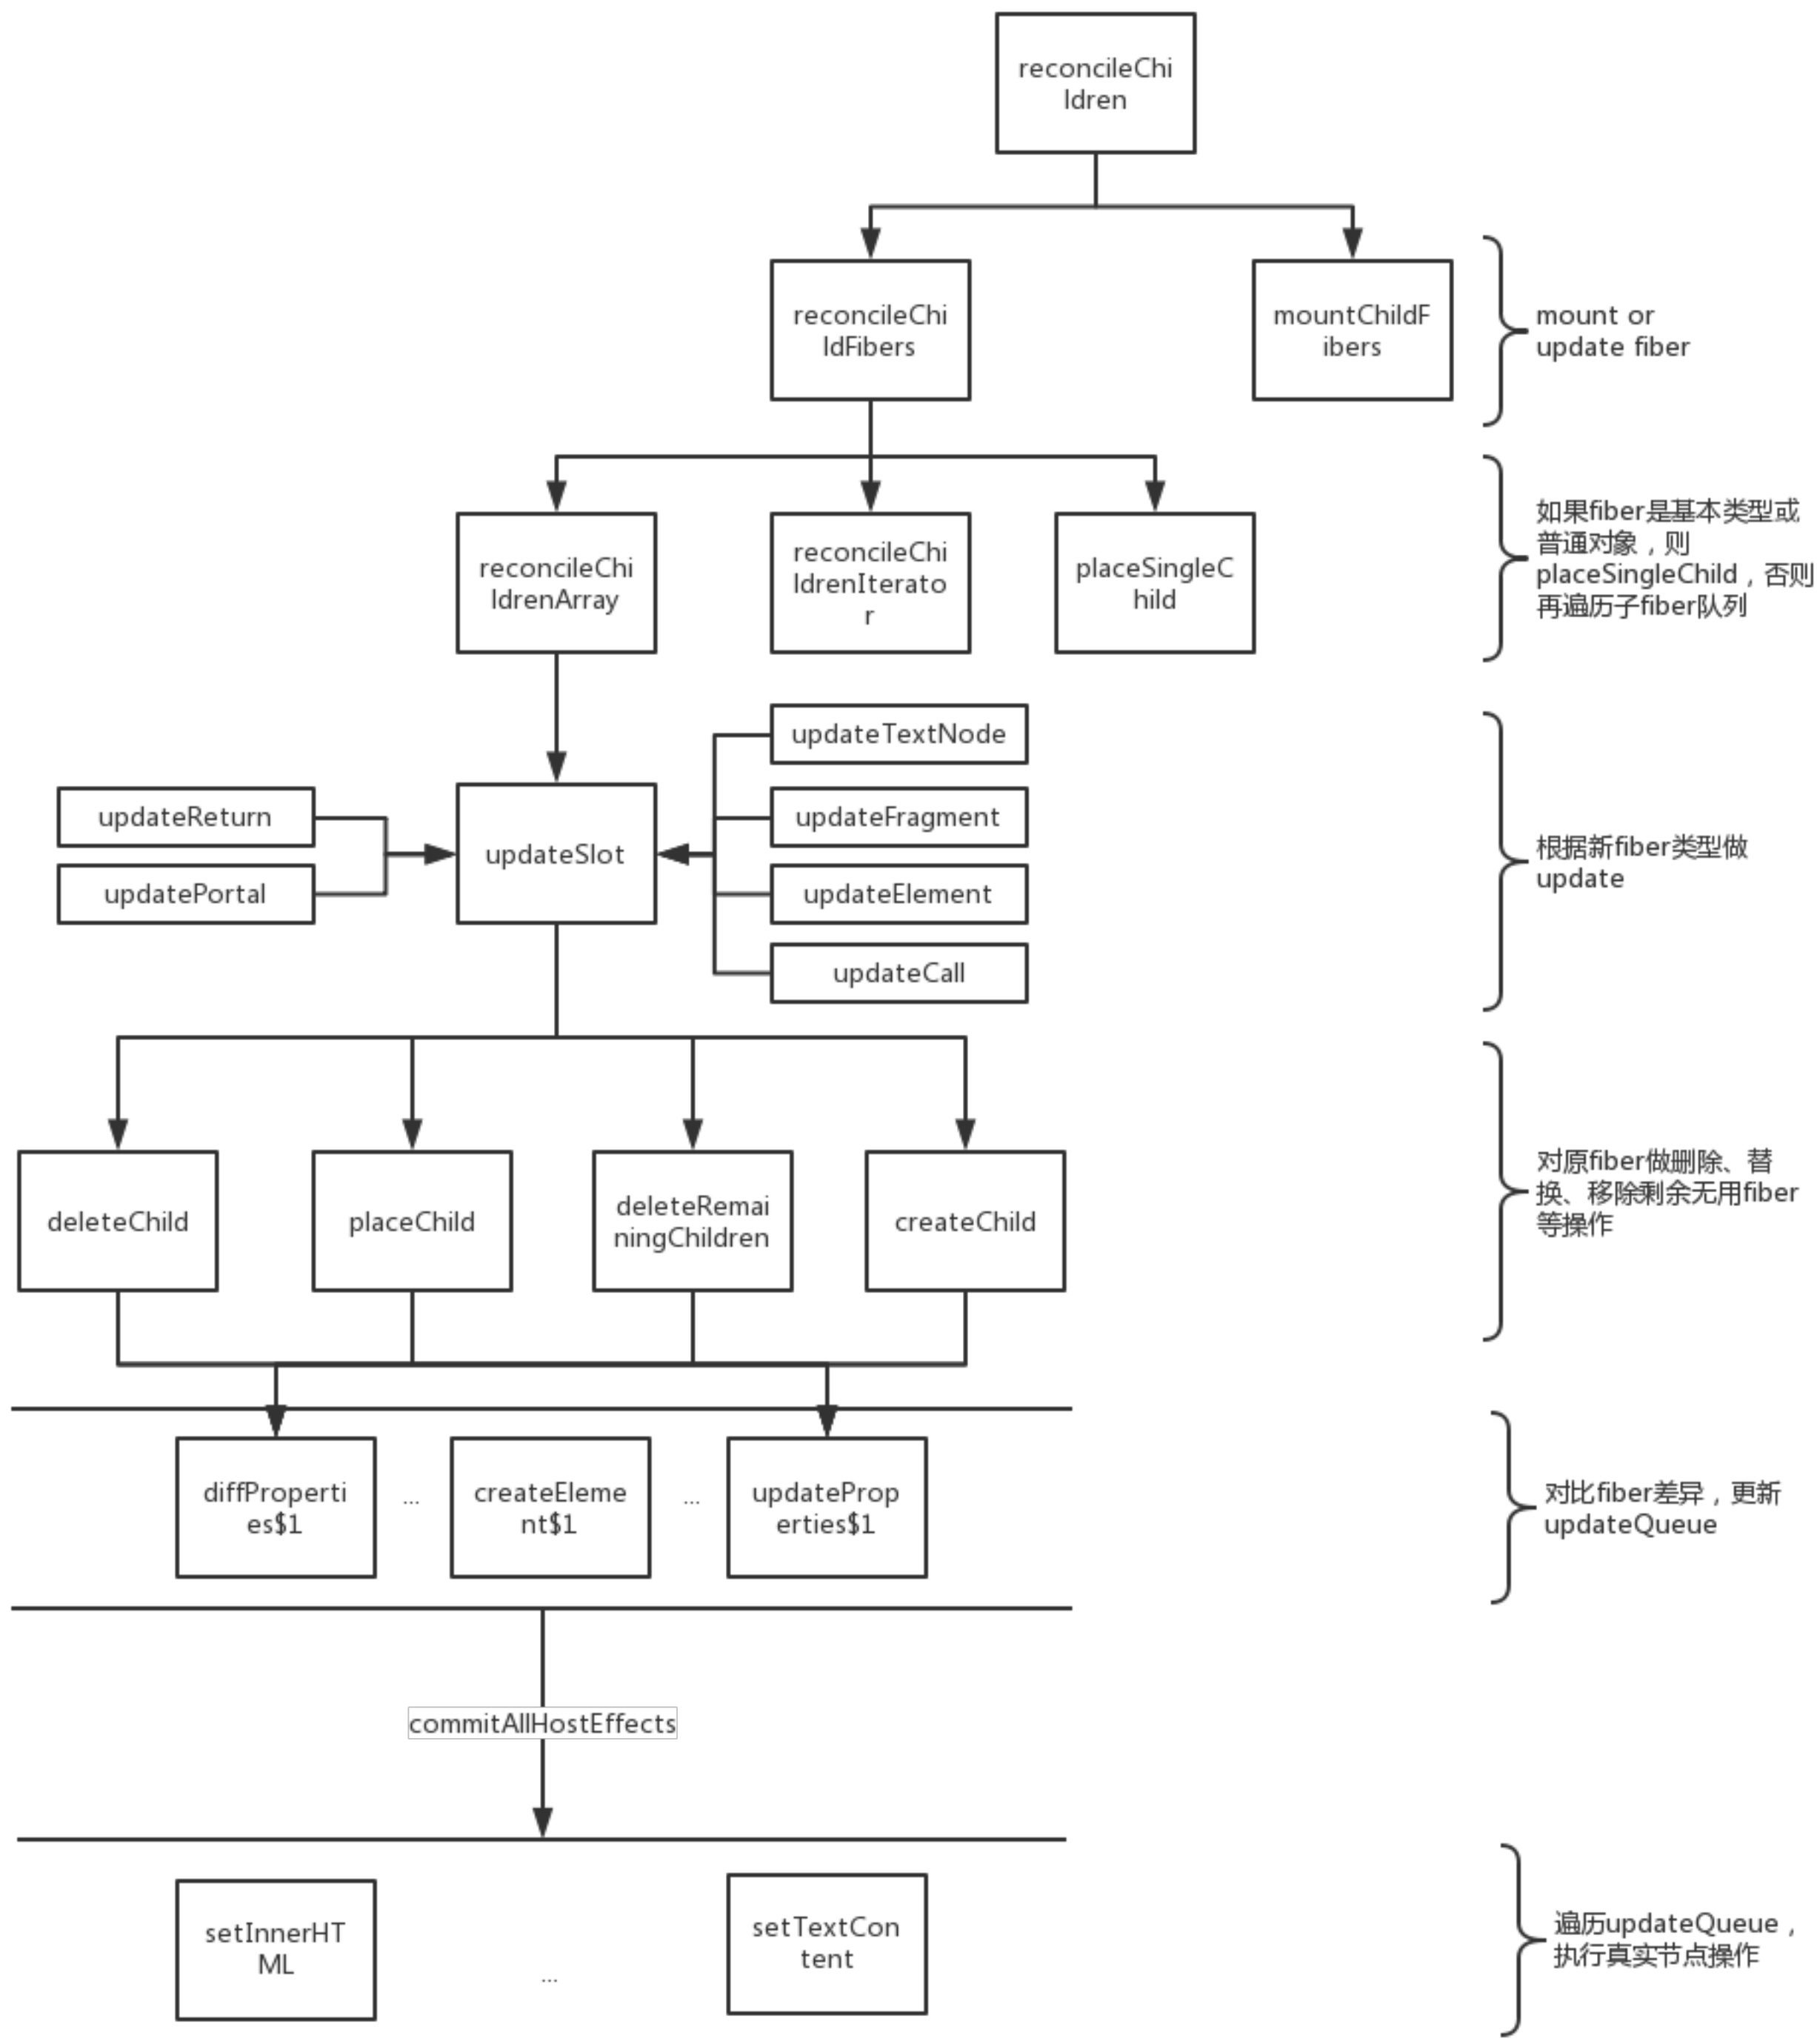 reconcileChi
ldren
reconcileChi
ldFibers
mountChildF
ibers
mount or
update fiber
reconcileChi
ldrenArray
reconcileChi
ldrenIterato
r
placeSingleC
hild
如果fiber是基本类型或
普通对象，则
placeSingleChild，否则
再遍历子fiber队列
updateTextNode
updateReturn
updateFragment
updateSlot
updatePortal
updateElement
updateCall
根据新fiber类型做
update
deleteChild
placeChild
deleteRemai
ningChildren
createChild
对原fiber做删除、替
换、移除剩余无用fiber
等操作
diffProperti
es$1
...
createEleme
nt$1
...
updateProp
erties$1
对比fiber差异，更新
updateQueue
commitAllHostEffects
setInnerHT
ML
...
setTextCon
tent
遍历updateQueue，
执行真实节点操作